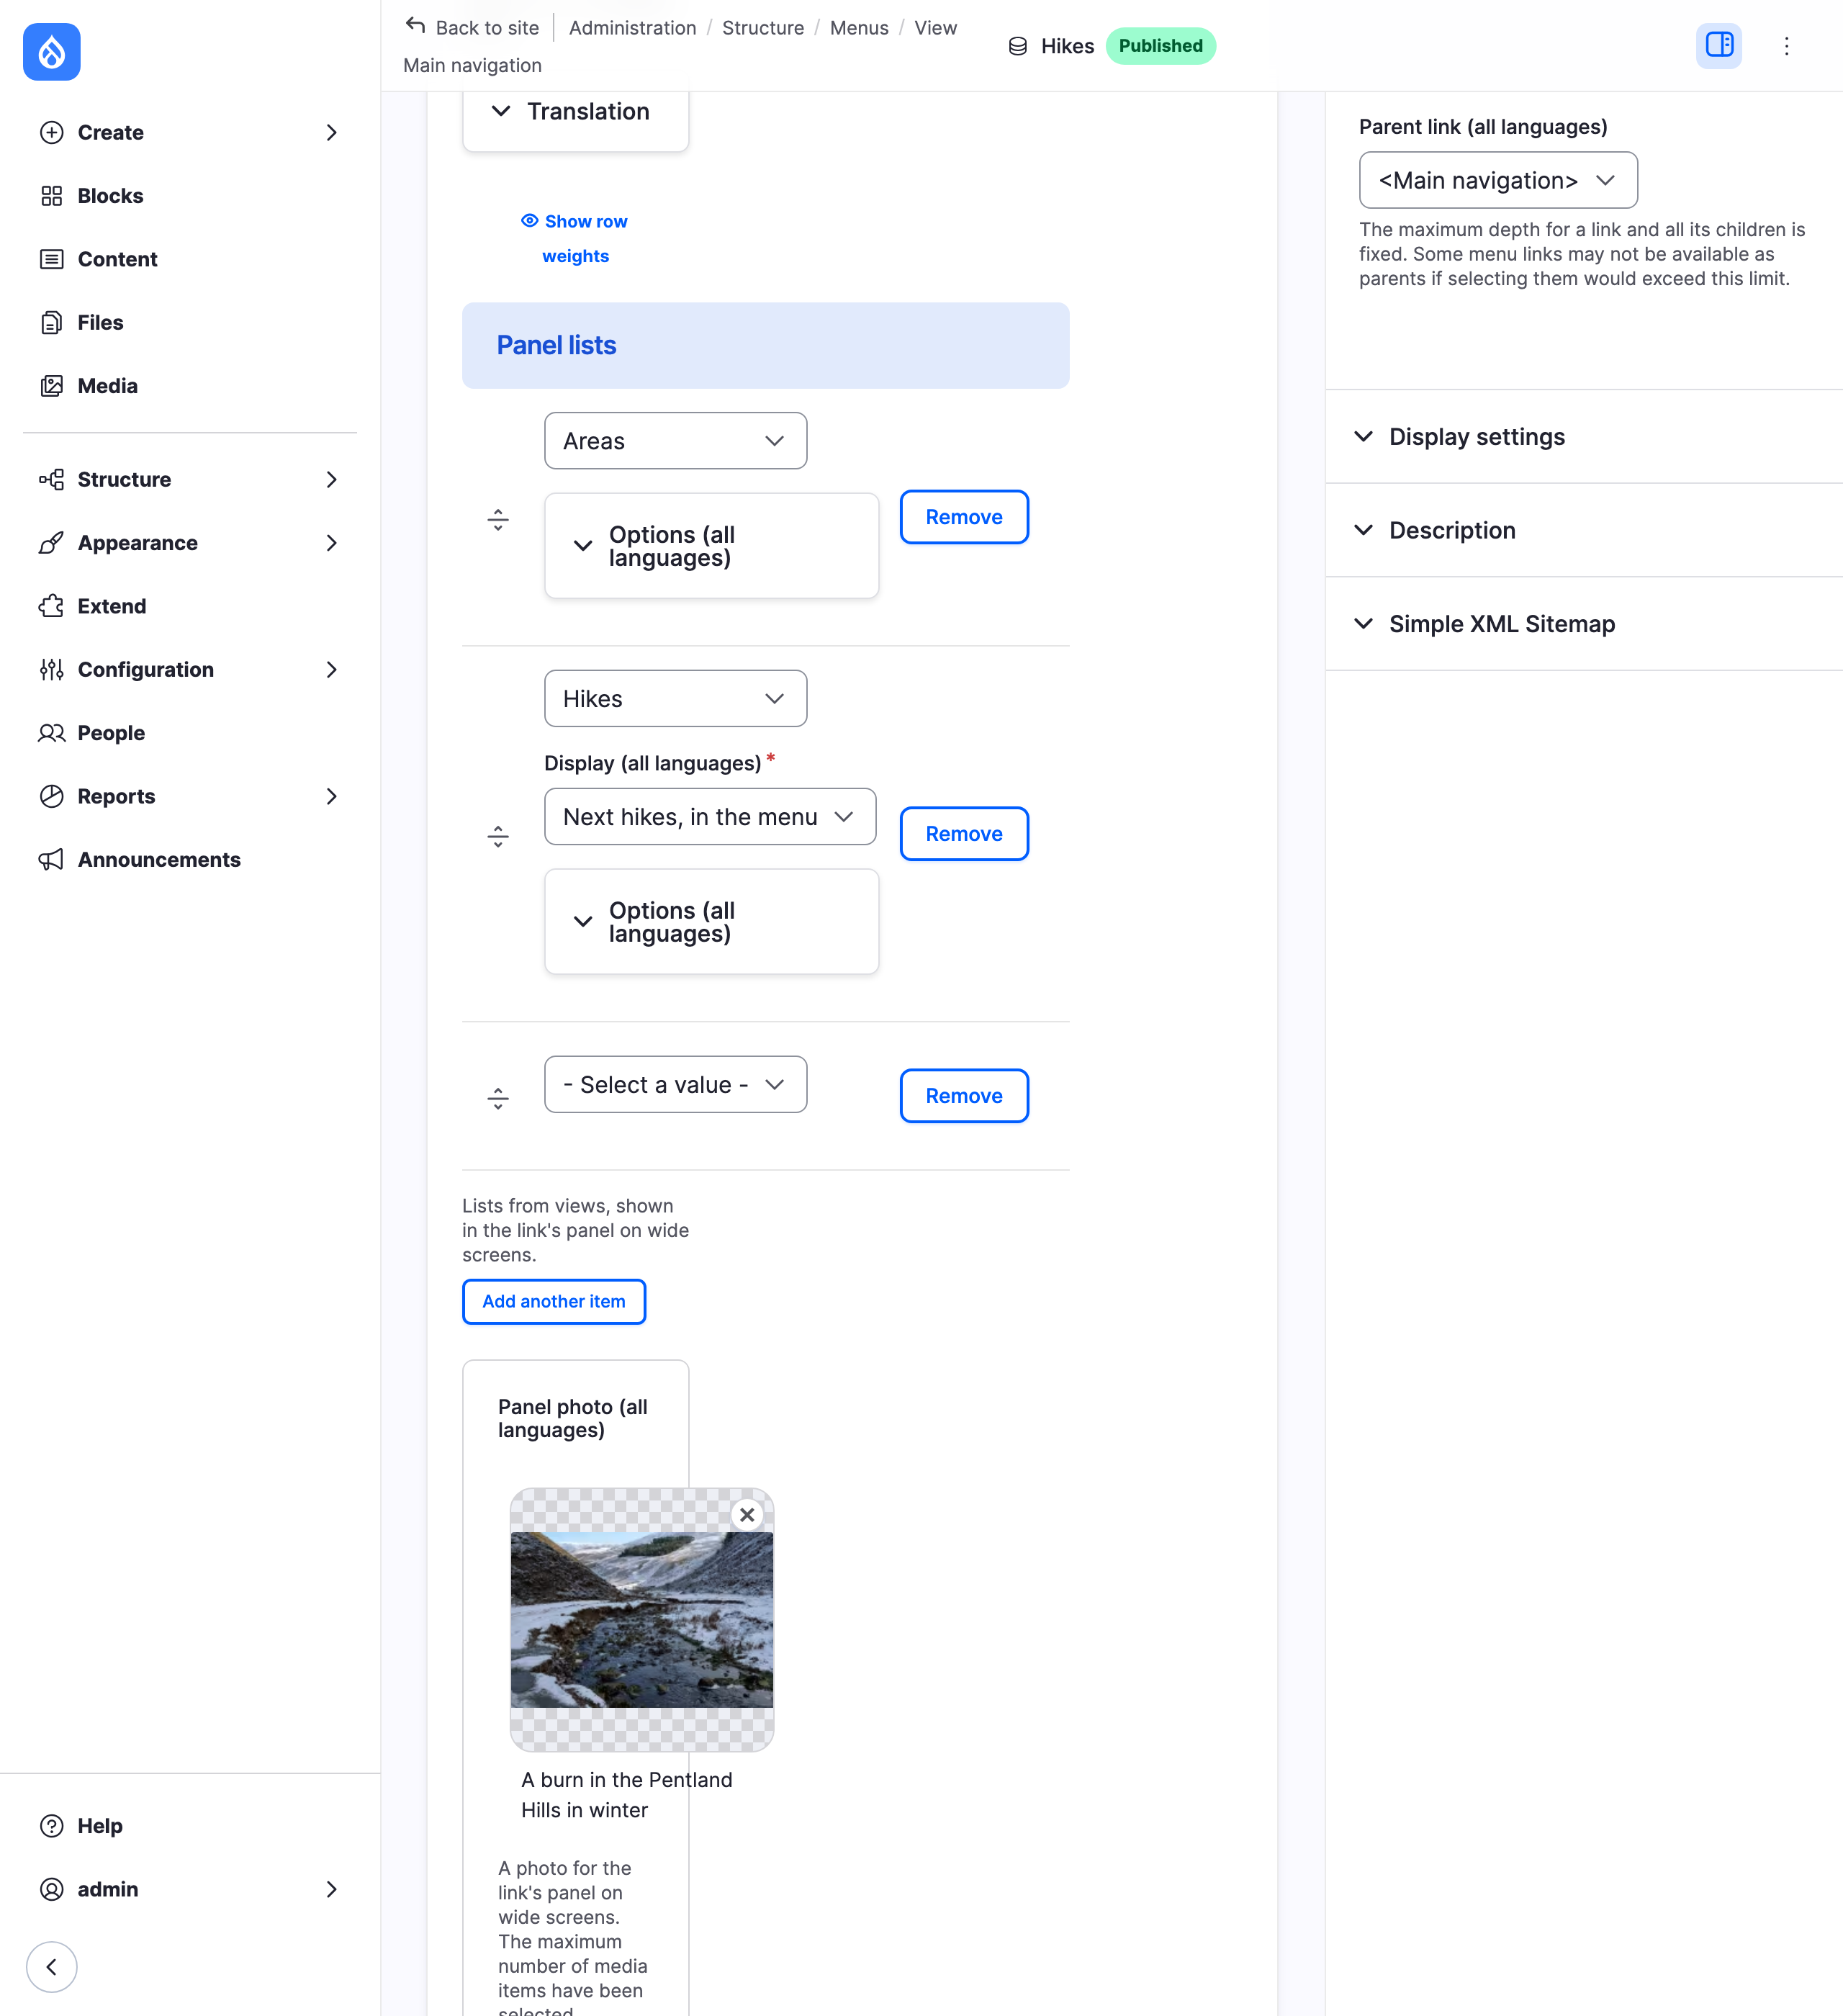 Back to site
Administration / Structure / Menus / View
Main navigation
Hikes
Published
Create
Blocks
Content
Files
Media
Structure
Appearance
Extend
Configuration
People
Reports
Announcements
Help
admin
Translation
Show row
weights
Panel lists
Areas
Options (all
languages)
Remove
Hikes
Display (all languages)*
Next hikes, in the menu
Remove
Options (all
languages)
- Select a value -
Remove
Lists from views, shown
in the link's panel on wide
screens.
Add another item
Panel photo (all
languages)
A burn in the Pentland
Hills in winter
A photo for the
link's panel on
wide screens.
The maximum
number of media
items have been
selected.
Parent link (all languages)
<Main navigation>
The maximum depth for a link and all its children is
fixed. Some menu links may not be available as
parents if selecting them would exceed this limit.
Display settings
Description
Simple XML Sitemap